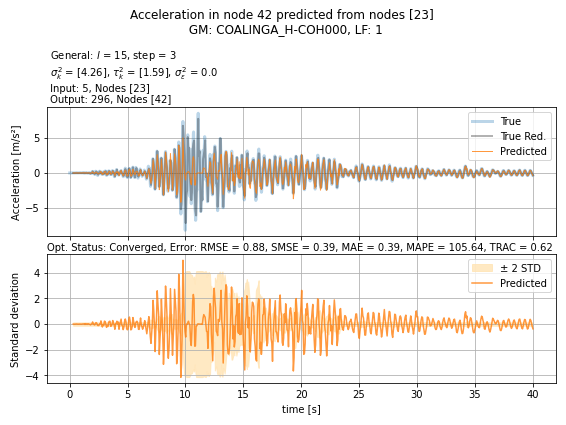 Acceleration in node 42 predicted from nodes [23]
GM: COALINGA_H-COH000, LF: 1
General: l = 15, step = 3
σ²ₖ = [4.26], τ²ₖ = [1.59], σ²ₑ = 0.0
Input: 5, Nodes [23]
Output: 296, Nodes [42]
Acceleration [m/s²]
5
0
−5
True
True Red.
Predicted
Opt. Status: Converged, Error: RMSE = 0.88, SMSE = 0.39, MAE = 0.39, MAPE = 105.64, TRAC = 0.62
Standard deviation
4
2
0
−2
−4
± 2 STD
Predicted
0 5 10 15 20 25 30 35 40
time [s]